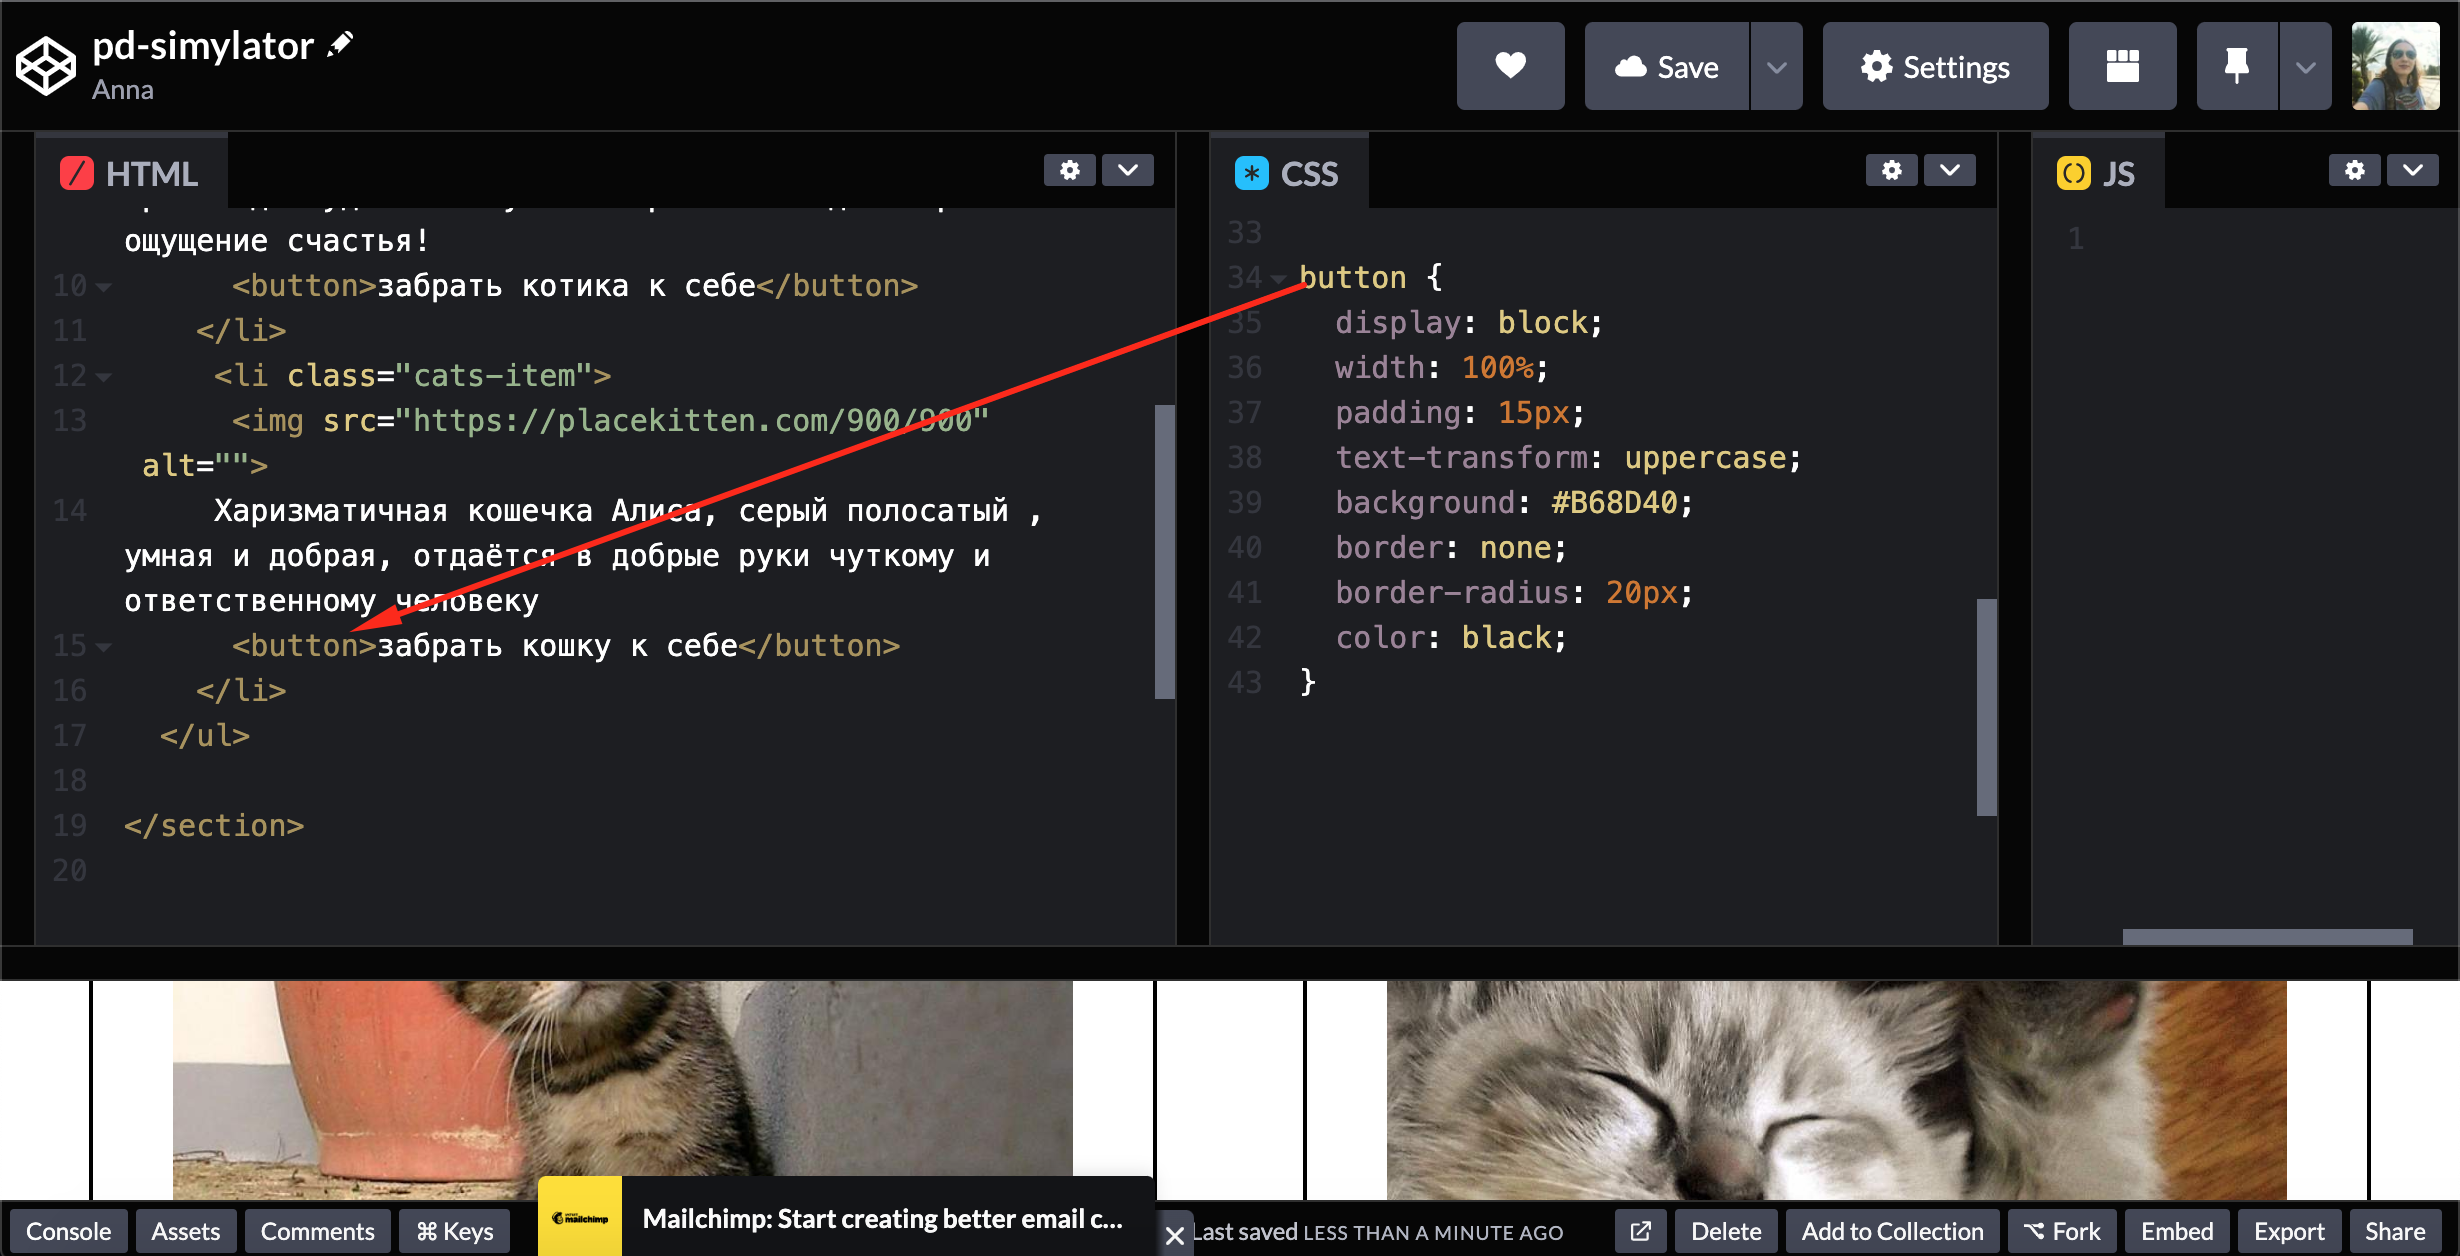 pd-simylator
Anna
Save
Settings
HTML
CSS
JS
ощущение счастья!
10 <button>забрать котика к себе</button>
11 </li>
12 <li class="cats-item">
13 <img src="https://placekitten.com/900/900"
alt="">
14 Харизматичная кошечка Алиса, серый полосатый ,
умная и добрая, отдаётся в добрые руки чуткому и
ответственному человеку
15 <button>забрать кошку к себе</button>
16 </li>
17 </ul>
18
19 </section>
20
33
34 button {
35 display: block;
36 width: 100%;
37 padding: 15px;
38 text-transform: uppercase;
39 background: #B68D40;
40 border: none;
41 border-radius: 20px;
42 color: black;
43 }
1
Console
Assets
Comments
⌘ Keys
mailchimp
Mailchimp: Start creating better email c...
Last saved LESS THAN A MINUTE AGO
Delete
Add to Collection
Fork
Embed
Export
Share